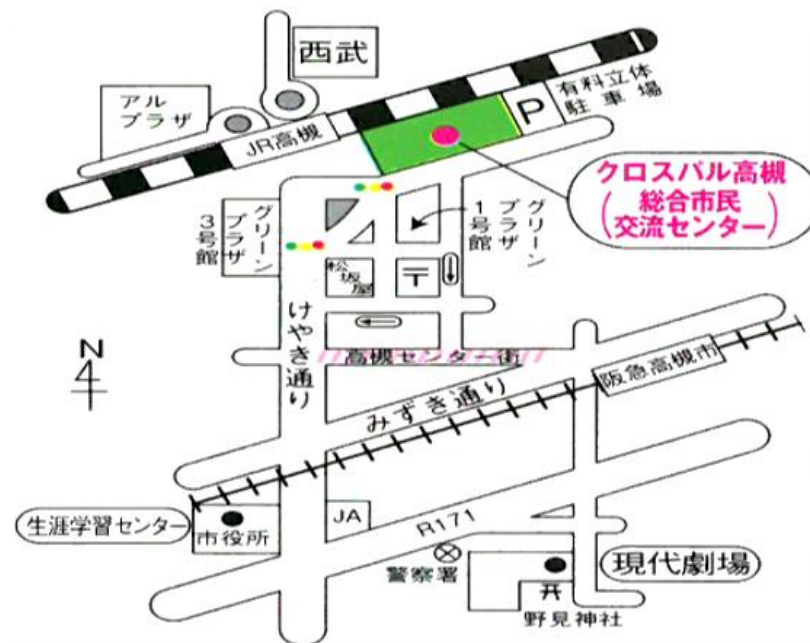 西武
アル
プラザ
JR高槻
P
有料立体
駐車場
クロスパル高槻
(総合市民
交流センター)
グリーン
プラザ
3号館
グリーン
プラザ
1号館
松坂屋
〒
けやき通り
高槻センター街
阪急高槻市
みずき通り
N
生涯学習センター
市役所
JA
R171
警察署
現代劇場
野見神社